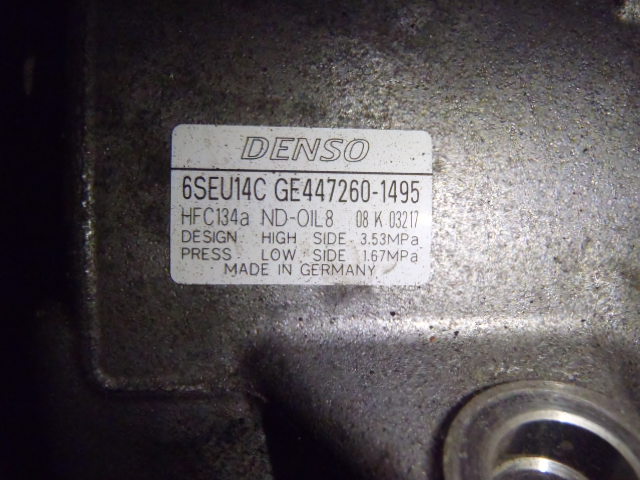 DENSO
6SEU14C GE447260-1495
HFC134a ND-OIL8 08 K 03217
DESIGN HIGH SIDE 3.53MPa
PRESS LOW SIDE 1.67MPa
MADE IN GERMANY